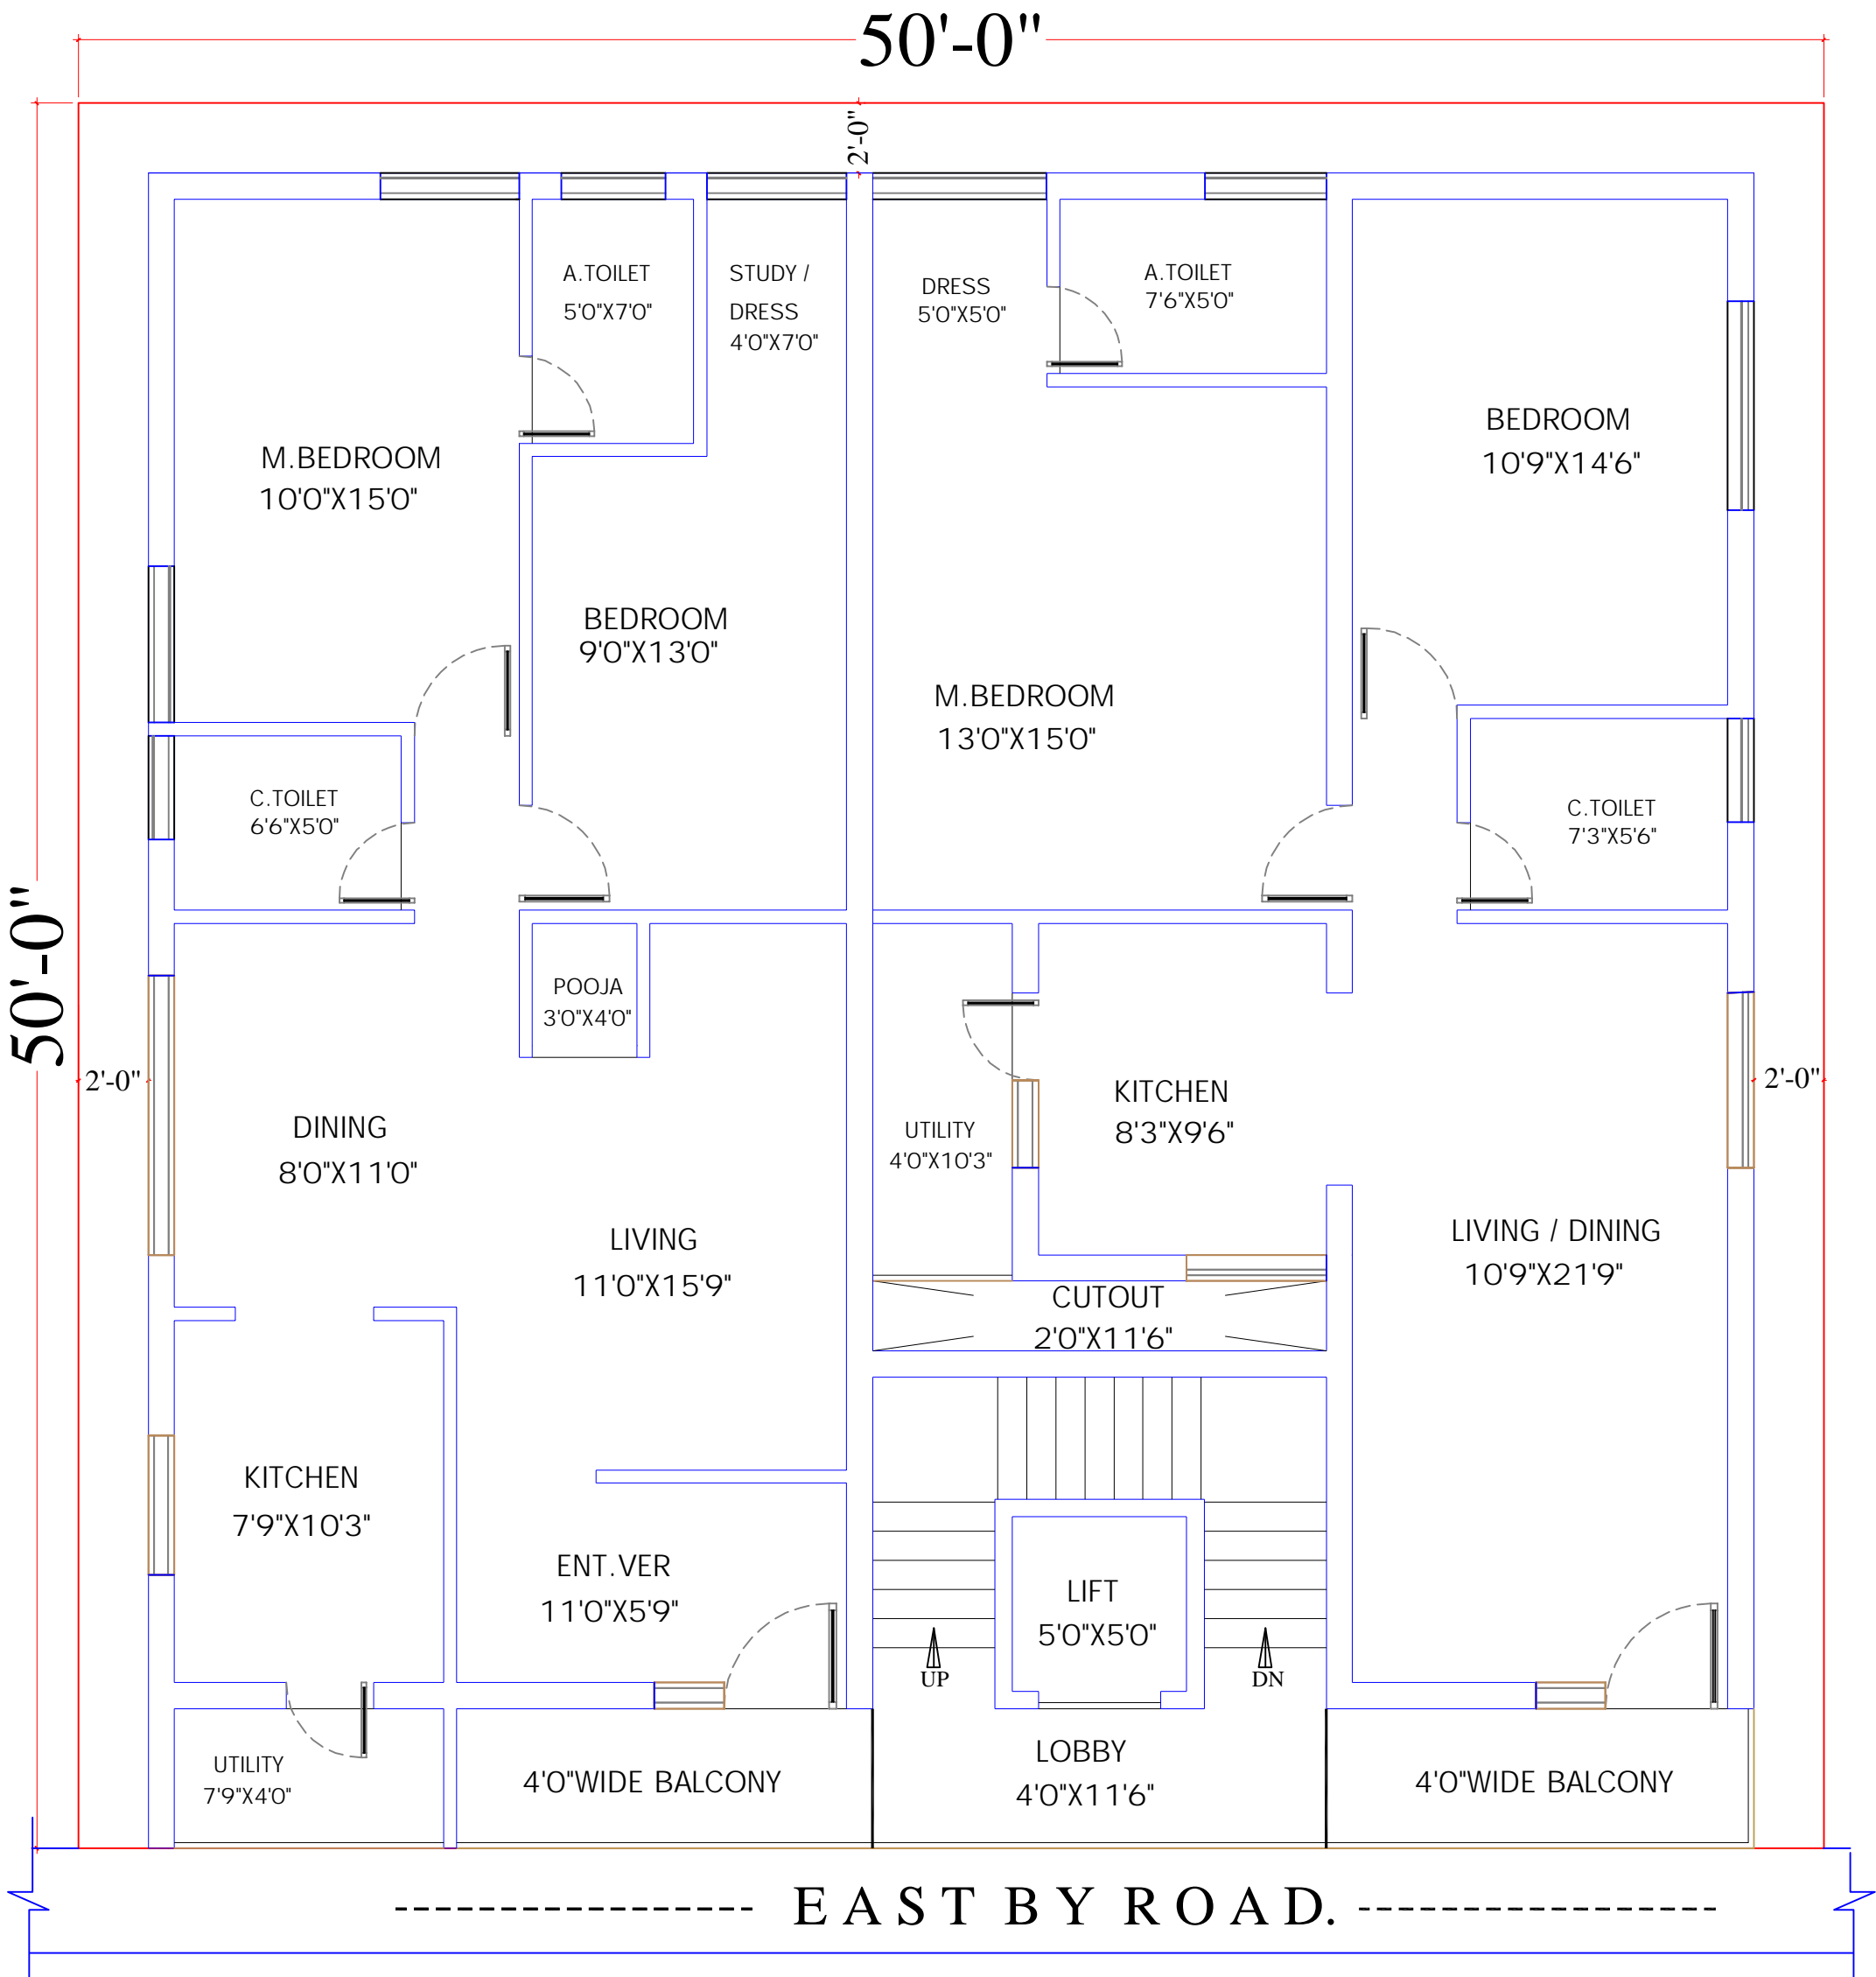 50'-0"
2'-0"
A.TOILET
5'0"X7'0"
STUDY /
DRESS
4'0"X7'0"
DRESS
5'0"X5'0"
A.TOILET
7'6"X5'0"
M.BEDROOM
10'0"X15'0"
BEDROOM
10'9"X14'6"
BEDROOM
9'0"X13'0"
M.BEDROOM
13'0"X15'0"
C.TOILET
6'6"X5'0"
C.TOILET
7'3"X5'6"
50'-0"
POOJA
3'0"X4'0"
2'-0"
2'-0"
DINING
8'0"X11'0"
UTILITY
4'0"X10'3"
KITCHEN
8'3"X9'6"
LIVING
11'0"X15'9"
LIVING / DINING
10'9"X21'9"
CUTOUT
2'0"X11'6"
KITCHEN
7'9"X10'3"
ENT.VER
11'0"X5'9"
LIFT
5'0"X5'0"
UP
DN
UTILITY
7'9"X4'0"
4'0"WIDE BALCONY
LOBBY
4'0"X11'6"
4'0"WIDE BALCONY
EAST BY ROAD.